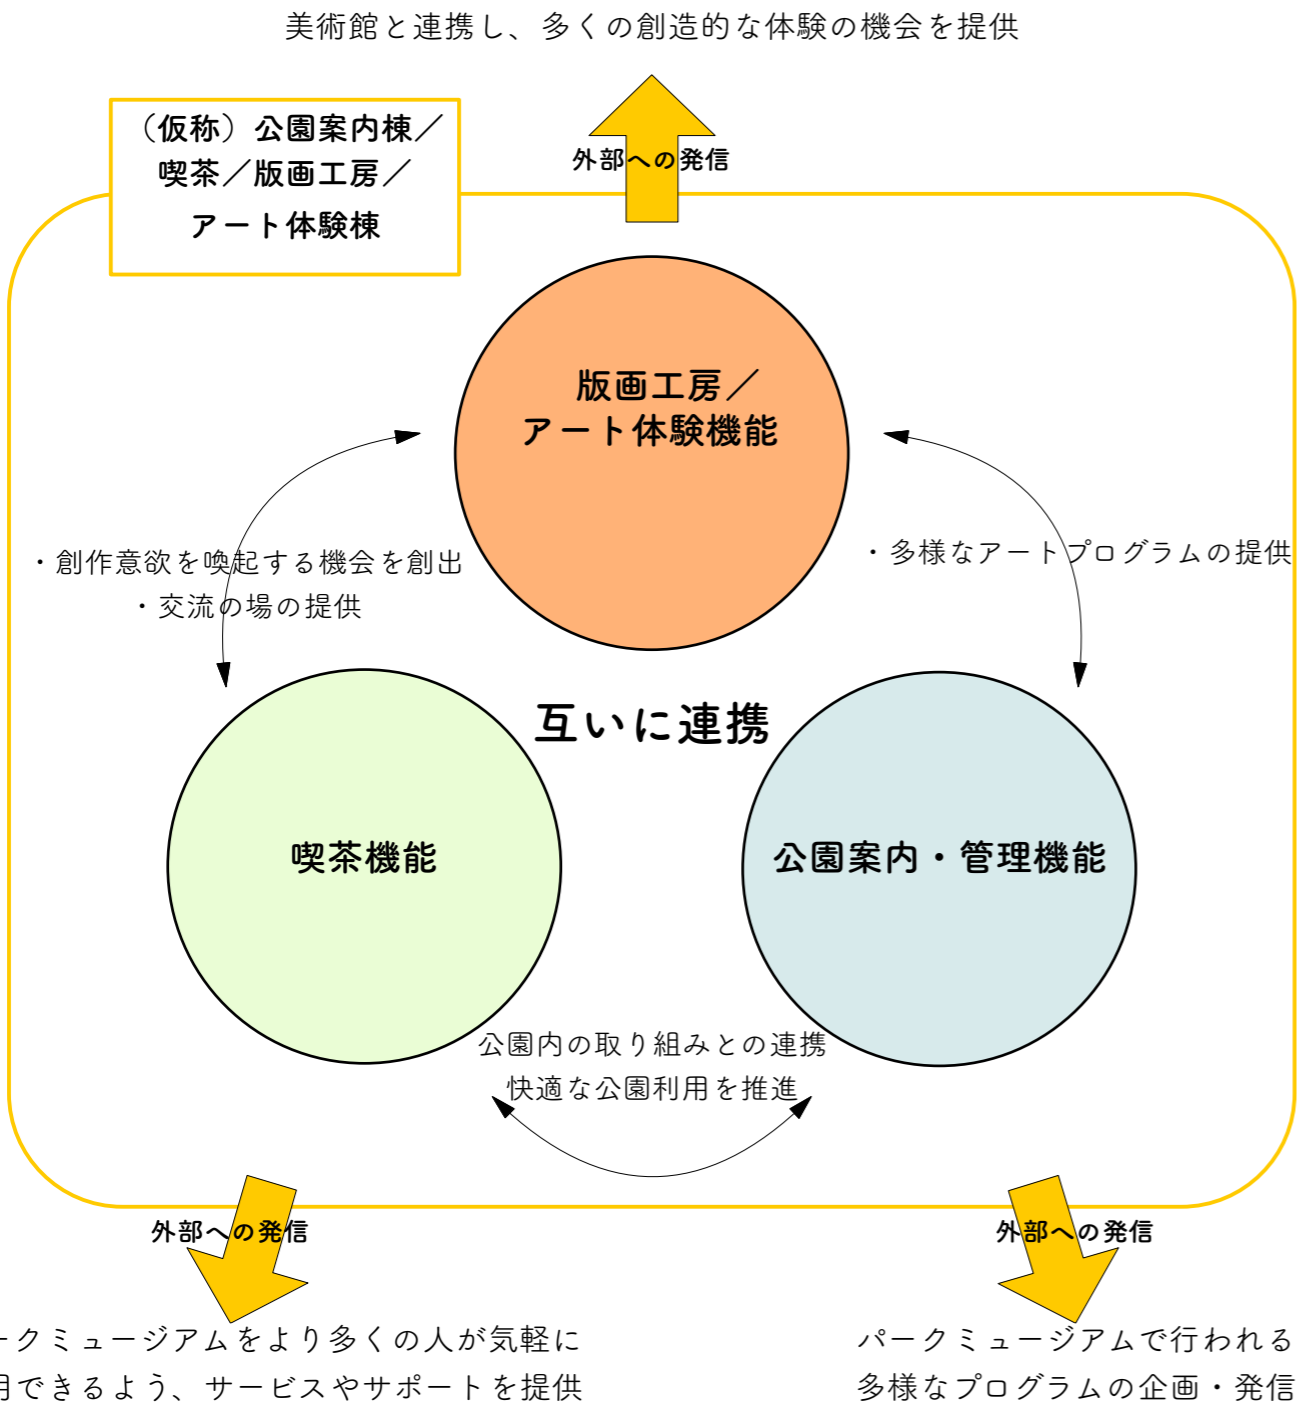 美術館と連携し、多くの創造的な体験の機会を提供
（仮称）公園案内棟／
喫茶／版画工房／
アート体験棟
外部への発信
版画工房／
アート体験機能
・創作意欲を喚起する機会を創出
・交流の場の提供
・多様なアートプログラムの提供
互いに連携
喫茶機能
公園案内・管理機能
公園内の取り組みとの連携
快適な公園利用を推進
外部への発信
外部への発信
ークミュージアムをより多くの人が気軽に
用できるよう、サービスやサポートを提供
パークミュージアムで行われる
多様なプログラムの企画・発信